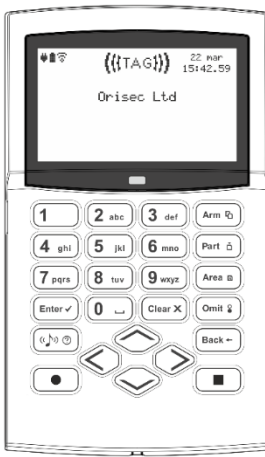 (((TAG))) 22 mar
15:42.59
Orisec Ltd
1 2 abc 3 def Arm
4 ghi 5 jkl 6 mno Part
7 pqrs 8 tuv 9 wxyz Area
Enter ✓ 0 ⎵ Clear X Omit
Back ←